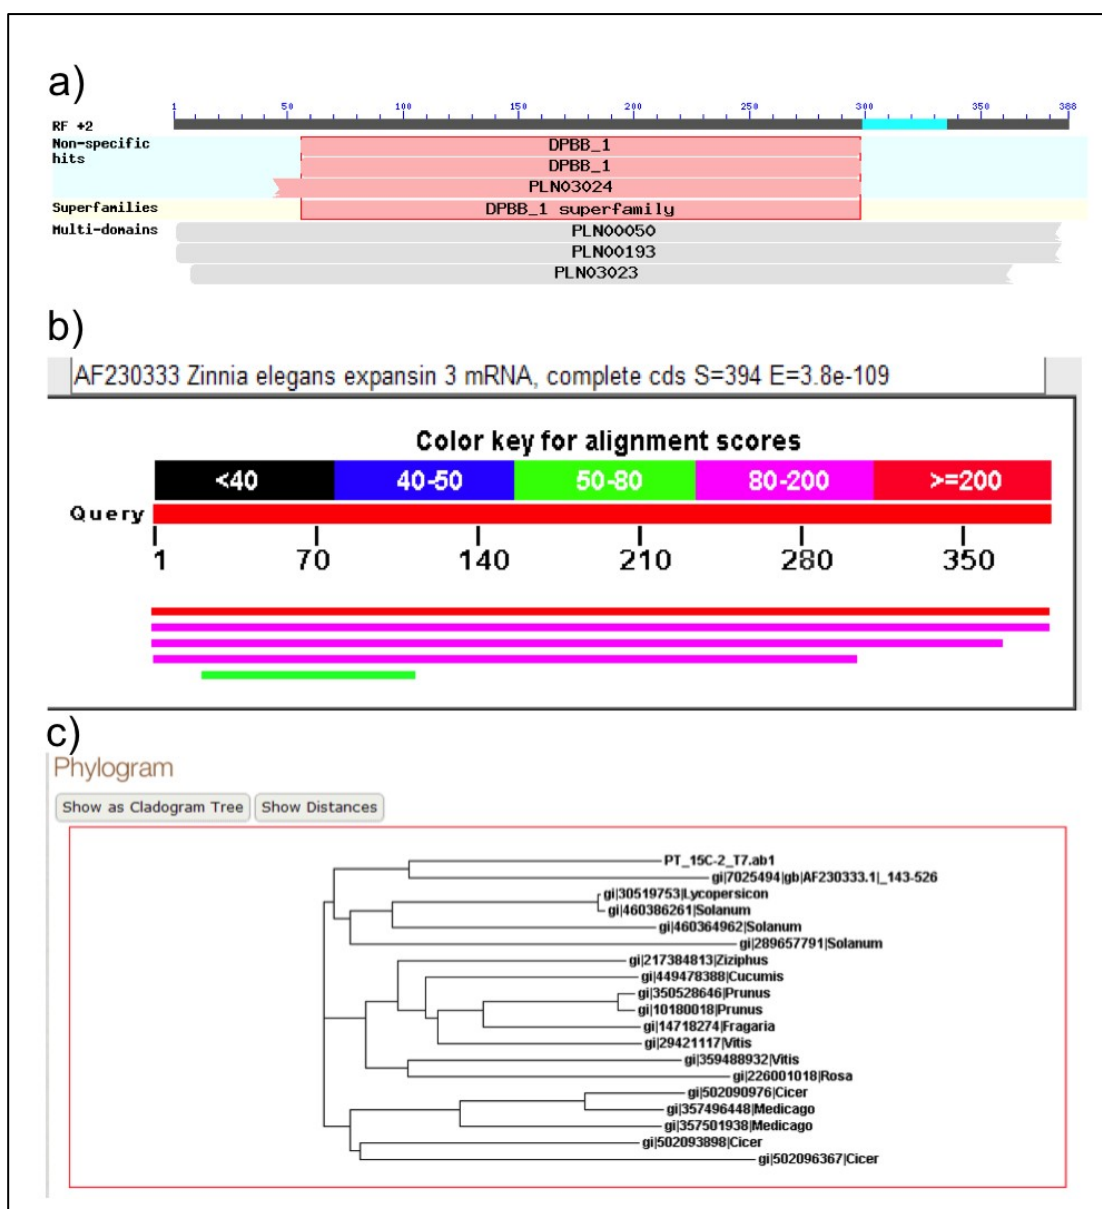 a)
1 50 100 150 200 250 300 350 388
RF +2
Non-specific
hits
DPBB_1
DPBB_1
PLN03024
Superfamilies
DPBB_1 superfamily
Multi-domains
PLN00050
PLN00193
PLN03023
b)
AF230333 Zinnia elegans expansin 3 mRNA, complete cds S=394 E=3.8e-109
Color key for alignment scores
<40 40-50 50-80 80-200 >=200
Query
1 70 140 210 280 350
c)
Phylogram
Show as Cladogram Tree Show Distances
PT_15C-2_T7.ab1
gi|7025494|gb|AF230333.1|_143-526
gi|30519753|Lycopersicon
gi|460386261|Solanum
gi|460364962|Solanum
gi|289657791|Solanum
gi|217384813|Ziziphus
gi|449478388|Cucumis
gi|350528646|Prunus
gi|10180018|Prunus
gi|14718274|Fragaria
gi|29421117|Vitis
gi|359488932|Vitis
gi|226001018|Rosa
gi|502090976|Cicer
gi|357496448|Medicago
gi|357501938|Medicago
gi|502093898|Cicer
gi|502096367|Cicer